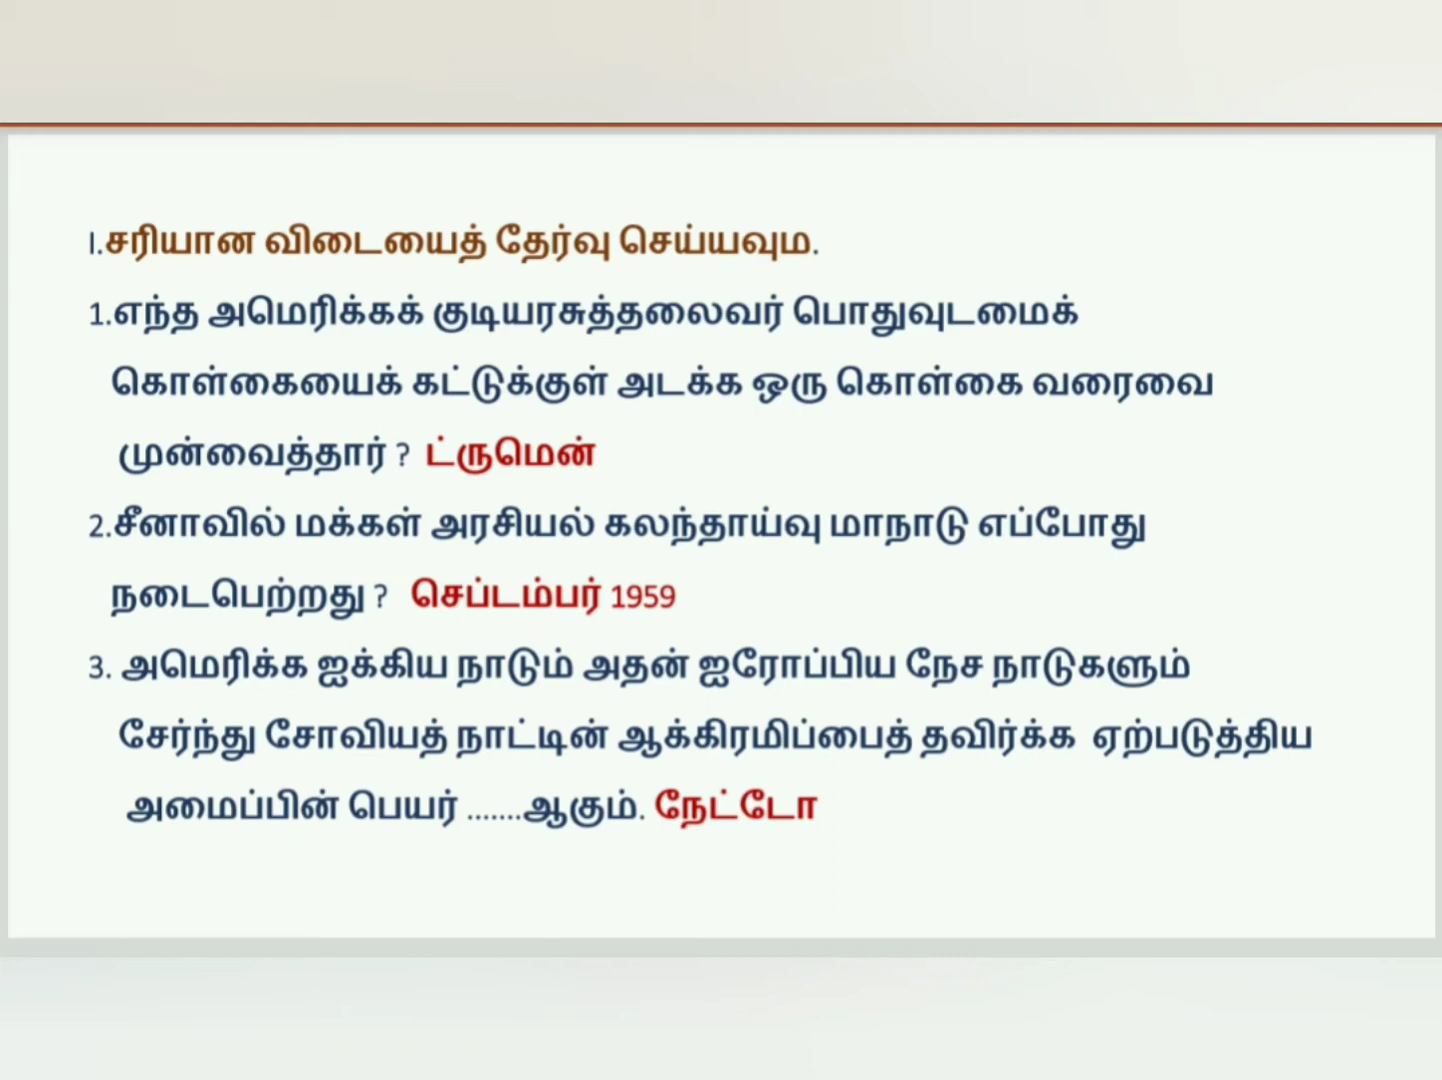 I.சரியான விடையைத் தேர்வு செய்யவும.
1.எந்த அமெரிக்கக் குடியரசுத்தலைவர் பொதுவுடமைக்
கொள்கையைக் கட்டுக்குள் அடக்க ஒரு கொள்கை வரைவை
முன்வைத்தார் ? ட்ருமென்
2.சீனாவில் மக்கள் அரசியல் கலந்தாய்வு மாநாடு எப்போது
நடைபெற்றது ? செப்டம்பர் 1959
3. அமெரிக்க ஐக்கிய நாடும் அதன் ஐரோப்பிய நேச நாடுகளும்
சேர்ந்து சோவியத் நாட்டின் ஆக்கிரமிப்பைத் தவிர்க்க ஏற்படுத்திய
அமைப்பின் பெயர் .......ஆகும். நேட்டோ